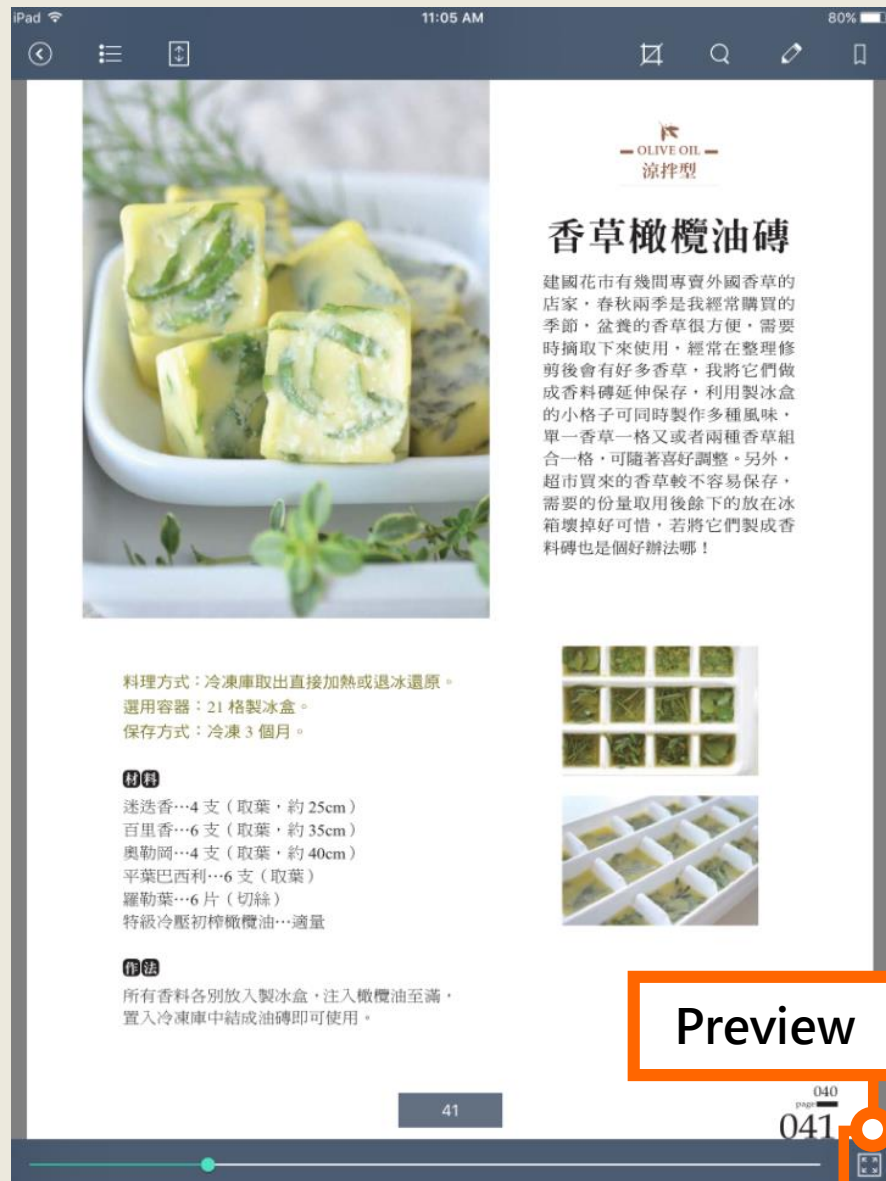 iPad
11:05 AM
80%
OLIVE OIL
涼拌型
香草橄欖油磚
建國花市有幾間專賣外國香草的
店家，春秋兩季是我經常購買的
季節，盆養的香草很方便，需要
時摘取下來使用，經常在整理修
剪後會有好多香草，我將它們做
成香料磚延伸保存，利用製冰盒
的小格子可同時製作多種風味，
單一香草一格又或者兩種香草組
合一格，可隨著喜好調整。另外，
超市買來的香草較不容易保存，
需要的份量取用後餘下的放在冰
箱壞掉好可惜，若將它們製成香
料磚也是個好辦法哪！
料理方式：冷凍庫取出直接加熱或退冰還原。
選用容器：21 格製冰盒。
保存方式：冷凍 3 個月。
材料
迷迭香…4 支（取葉，約 25cm）
百里香…6 支（取葉，約 35cm）
奧勒岡…4 支（取葉，約 40cm）
平葉巴西利…6 支（取葉）
羅勒葉…6 片（切絲）
特級冷壓初榨橄欖油…適量
作法
所有香料各別放入製冰盒，注入橄欖油至滿，
置入冷凍庫中結成油磚即可使用。
Preview
41
040
page
041